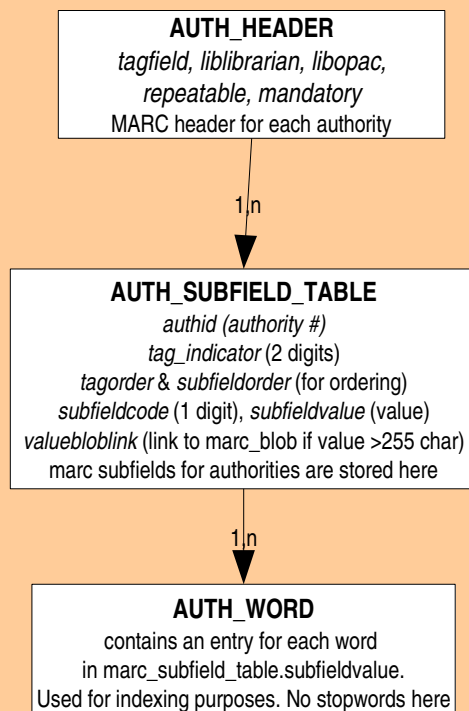 AUTH_HEADER
tagfield, liblibrarian, libopac,
repeatable, mandatory
MARC header for each authority
1,n
AUTH_SUBFIELD_TABLE
authid (authority #)
tag_indicator (2 digits)
tagorder & subfieldorder (for ordering)
subfieldcode (1 digit), subfieldvalue (value)
valuebloblink (link to marc_blob if value >255 char)
marc subfields for authorities are stored here
1,n
AUTH_WORD
contains an entry for each word
in marc_subfield_table.subfieldvalue.
Used for indexing purposes. No stopwords here